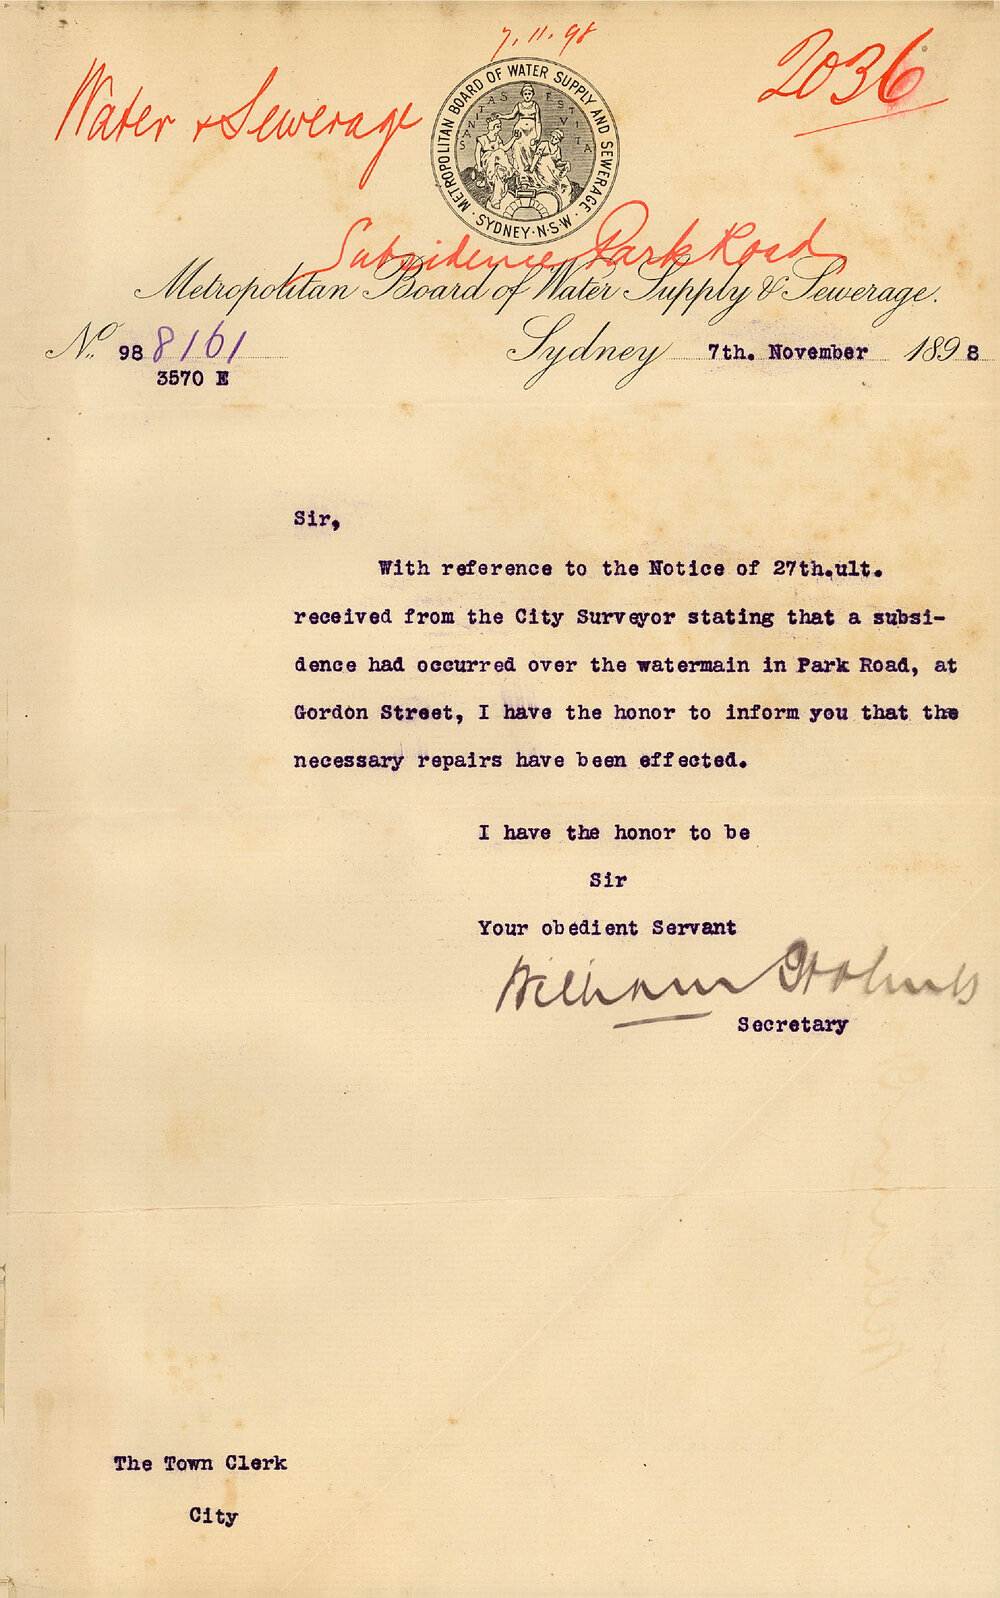 7.11.98
Water & Sewerage
2036
METROPOLITAN BOARD OF WATER SUPPLY AND SEWERAGE
SYDNEY·N·S·W·
Subsidence Park Road
Metropolitan Board of Water Supply & Sewerage.
No. 98 8161
3570 E
Sydney 7th. November 1898
Sir,
With reference to the Notice of 27th.ult.
received from the City Surveyor stating that a subsi-
dence had occurred over the watermain in Park Road, at
Gordon Street, I have the honor to inform you that the
necessary repairs have been effected.
I have the honor to be
Sir
Your obedient Servant
William Holmes
Secretary
The Town Clerk
City